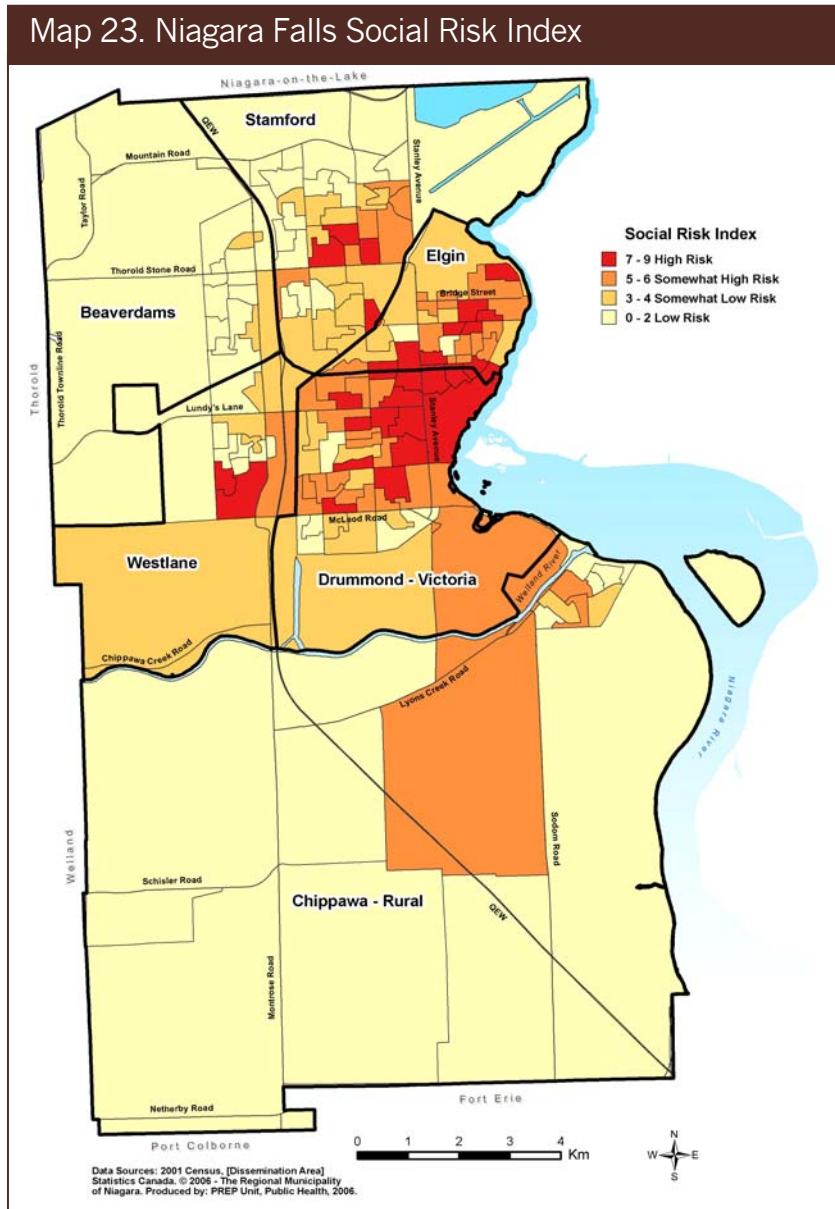 Map 23. Niagara Falls Social Risk Index
Niagara-on-the-Lake
Stamford
QEW
Mountain Road
Stanley Avenue
Taylor Road
Elgin
Social Risk Index
7 - 9 High Risk
5 - 6 Somewhat High Risk
3 - 4 Somewhat Low Risk
0 - 2 Low Risk
Thorold Stone Road
Bridge Street
Beaverdams
Thorold
Thorold Townline Road
Lundy's Lane
Stanley Avenue
McLeod Road
Westlane
Drummond - Victoria
Welland River
Chippawa Creek Road
Lyons Creek Road
Niagara River
Welland
Sodom Road
Schisler Road
Chippawa - Rural
QEW
Montrose Road
Netherby Road
Fort Erie
Port Colborne
0 1 2 3 4
Km
N
W E
S
Data Sources: 2001 Census, [Dissemination Area]
Statistics Canada. © 2006 - The Regional Municipality
of Niagara. Produced by: PREP Unit, Public Health, 2006.